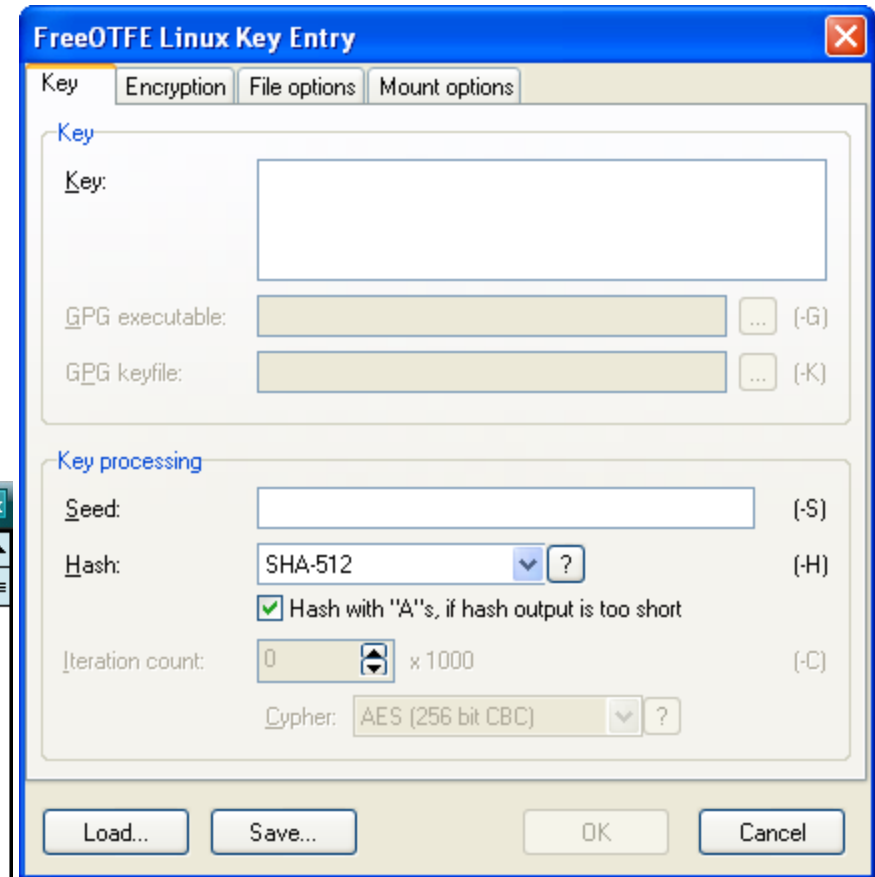 FreeOTFE Linux Key Entry
Key Encryption File options Mount options
Key
Key:
GPG executable: ... (-G)
GPG keyfile: ... (-K)
Key processing
Seed: (-S)
Hash: SHA-512 ? (-H)
Hash with "A"s, if hash output is too short
Iteration count: 0 x 1000 (-C)
Cypher: AES (256 bit CBC) ?
Load... Save... OK Cancel